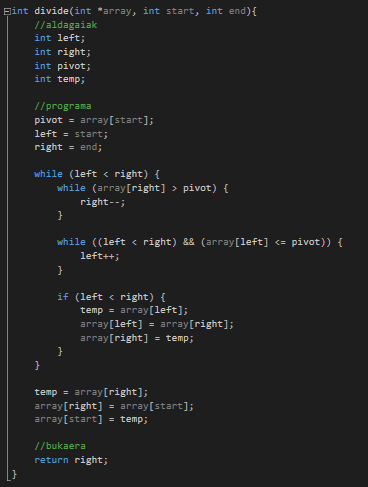 int divide(int *array, int start, int end){
//aldagaiak
int left;
int right;
int pivot;
int temp;
//programa
pivot = array[start];
left = start;
right = end;
while (left < right) {
while (array[right] > pivot) {
right--;
}
while ((left < right) && (array[left] <= pivot)) {
left++;
}
if (left < right) {
temp = array[left];
array[left] = array[right];
array[right] = temp;
}
}
temp = array[right];
array[right] = array[start];
array[start] = temp;
//bukaera
return right;
}